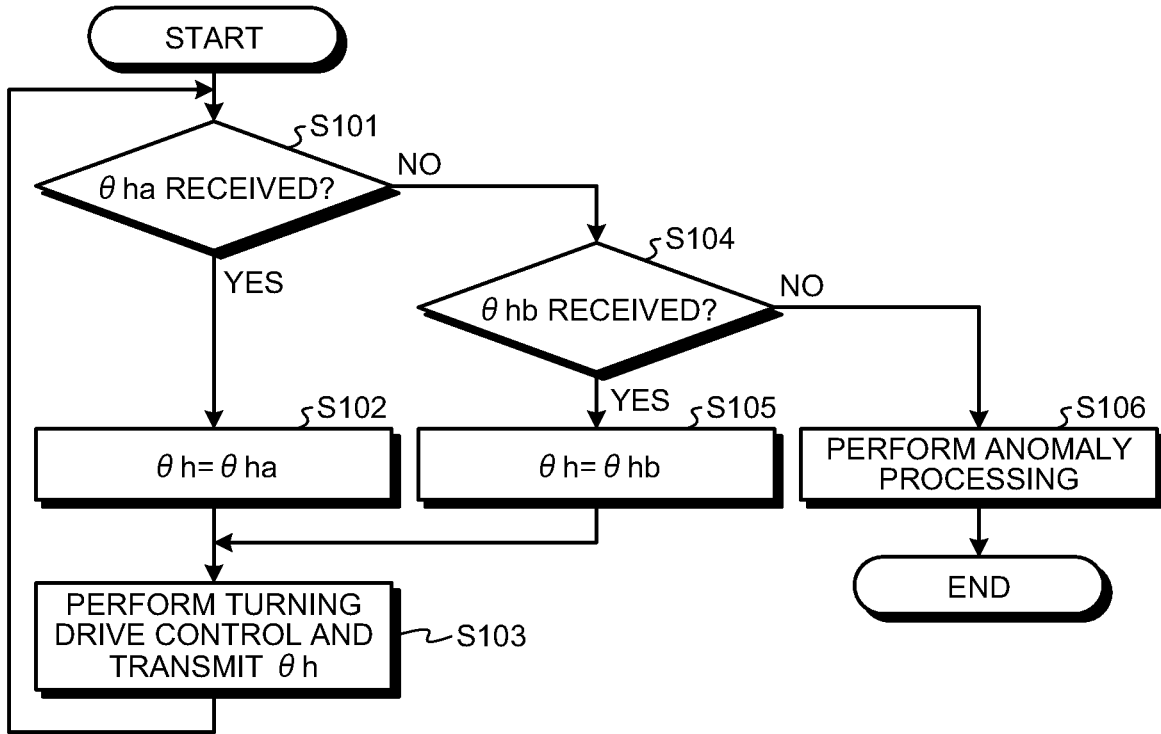 START
S101
θ ha RECEIVED?
NO
YES
S104
θ hb RECEIVED?
NO
YES
S102
θ h= θ ha
S105
θ h= θ hb
S106
PERFORM ANOMALY
PROCESSING
END
PERFORM TURNING
DRIVE CONTROL AND
TRANSMIT θ h
S103